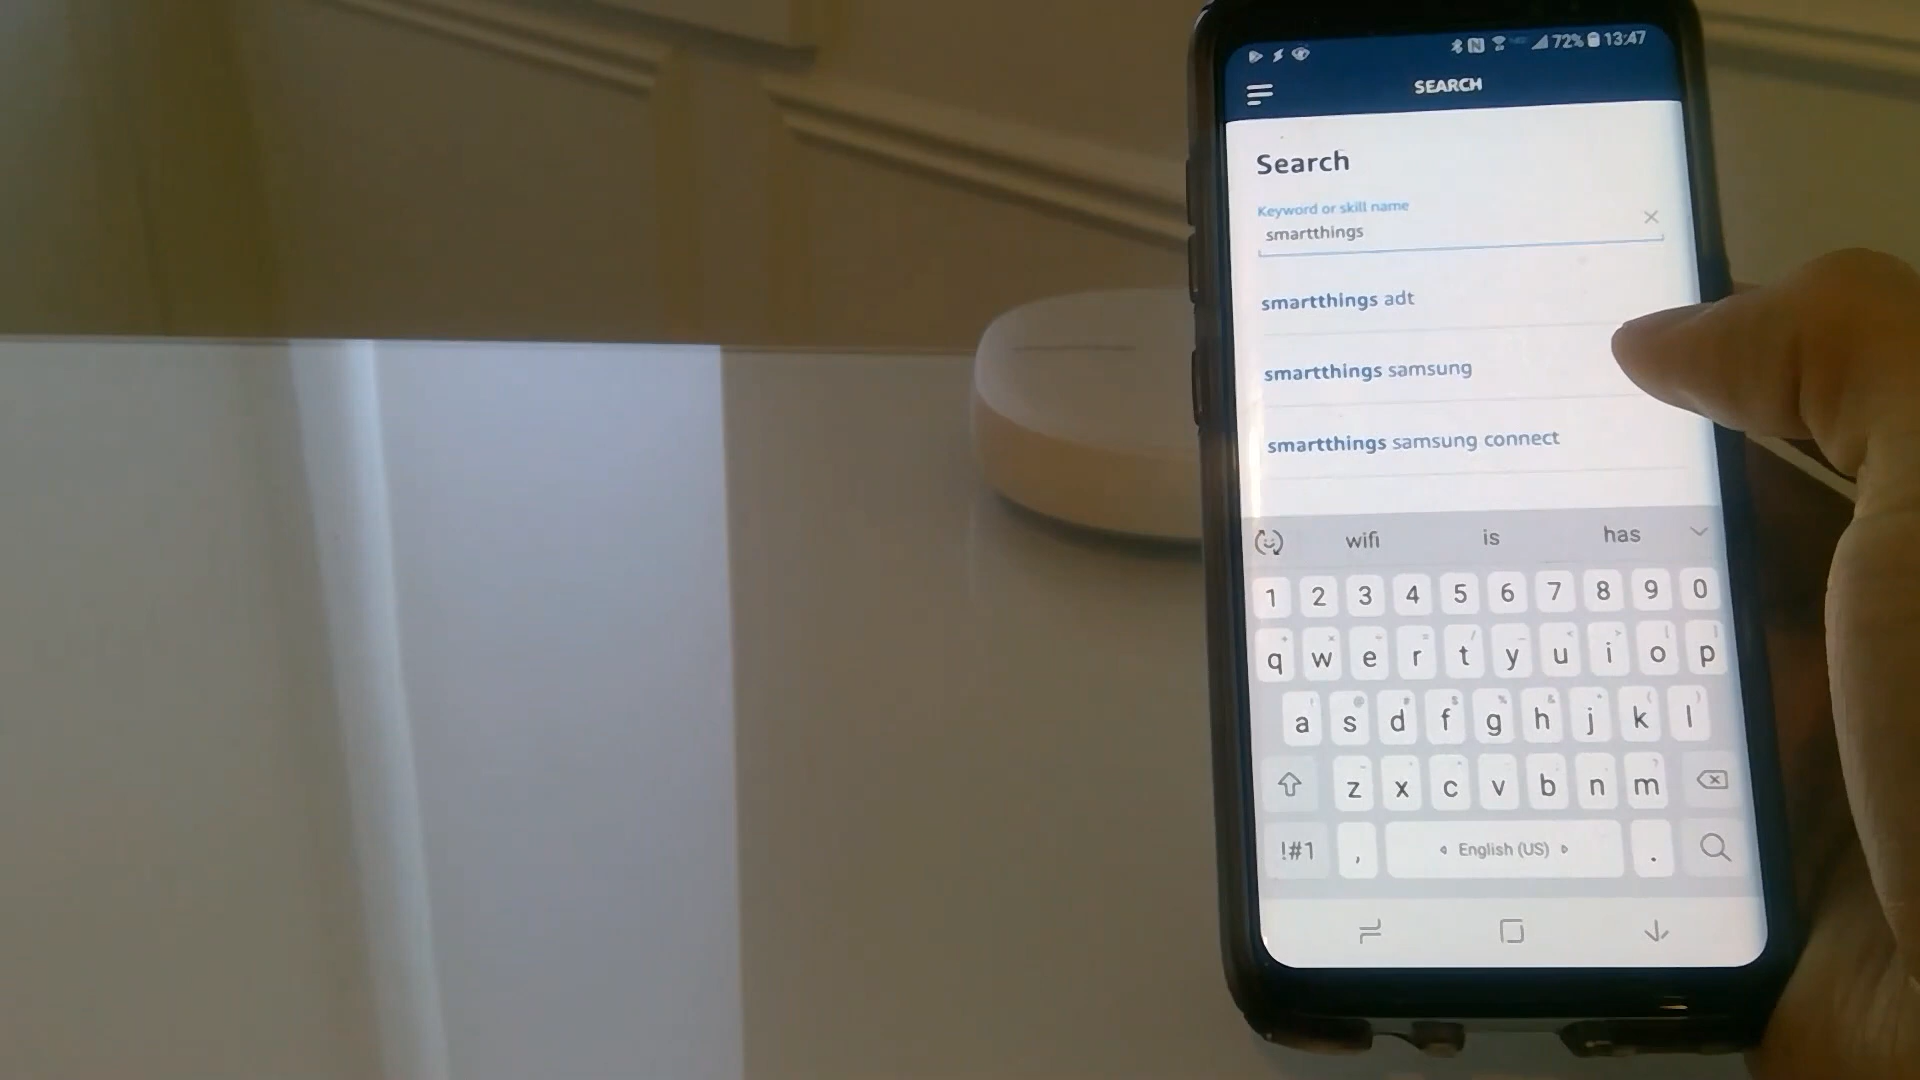 72% 13:47
SEARCH
Search
Keyword or skill name
smartthings
smartthings adt
smartthings samsung
smartthings samsung connect
wifi is has
1 2 3 4 5 6 7 8 9 0
q w e r t y u i o p
a s d f g h j k l
z x c v b n m
!#1 , English (US) .